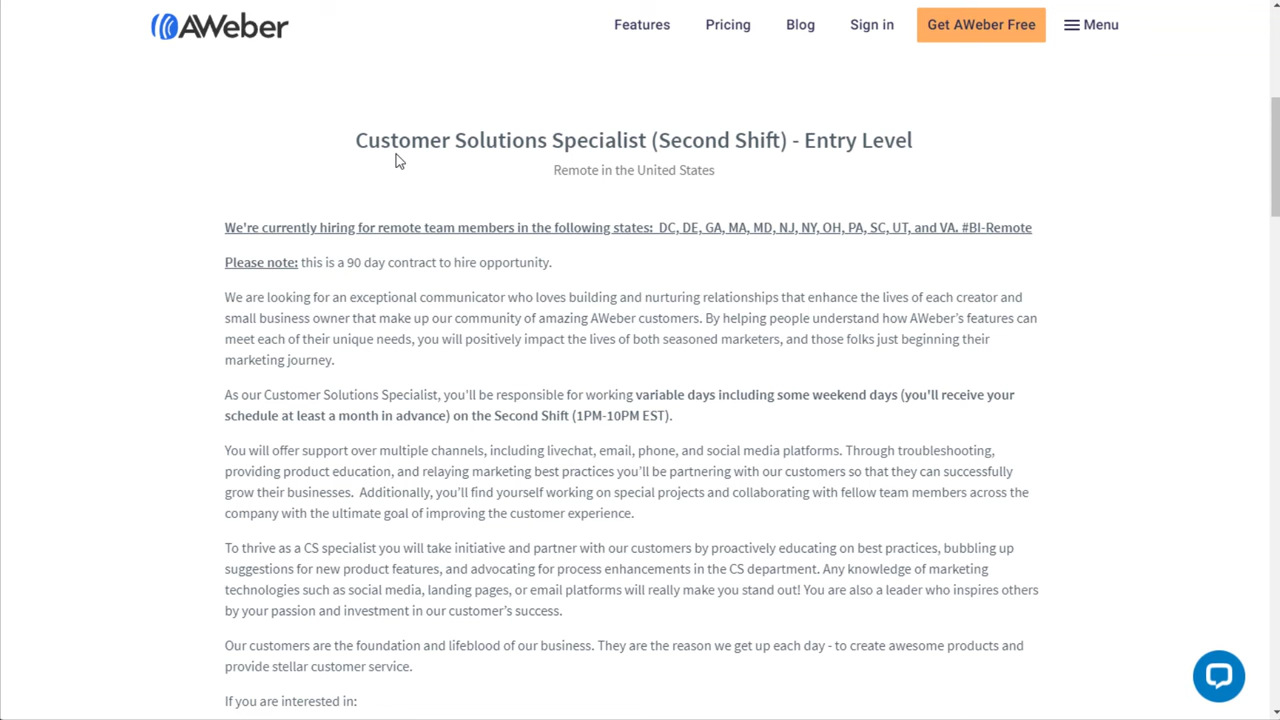 AWeber
Features
Pricing
Blog
Sign in
Get AWeber Free
Menu
Customer Solutions Specialist (Second Shift) - Entry Level
Remote in the United States
We're currently hiring for remote team members in the following states:  DC, DE, GA, MA, MD, NJ, NY, OH, PA, SC, UT, and VA. #BI-Remote
Please note: this is a 90 day contract to hire opportunity.
We are looking for an exceptional communicator who loves building and nurturing relationships that enhance the lives of each creator and
small business owner that make up our community of amazing AWeber customers. By helping people understand how AWeber's features can
meet each of their unique needs, you will positively impact the lives of both seasoned marketers, and those folks just beginning their
marketing journey.
As our Customer Solutions Specialist, you'll be responsible for working variable days including some weekend days (you'll receive your
schedule at least a month in advance) on the Second Shift (1PM-10PM EST).
You will offer support over multiple channels, including livechat, email, phone, and social media platforms. Through troubleshooting,
providing product education, and relaying marketing best practices you'll be partnering with our customers so that they can successfully
grow their businesses.  Additionally, you'll find yourself working on special projects and collaborating with fellow team members across the
company with the ultimate goal of improving the customer experience.
To thrive as a CS specialist you will take initiative and partner with our customers by proactively educating on best practices, bubbling up
suggestions for new product features, and advocating for process enhancements in the CS department. Any knowledge of marketing
technologies such as social media, landing pages, or email platforms will really make you stand out! You are also a leader who inspires others
by your passion and investment in our customer's success.
Our customers are the foundation and lifeblood of our business. They are the reason we get up each day - to create awesome products and
provide stellar customer service.
If you are interested in: